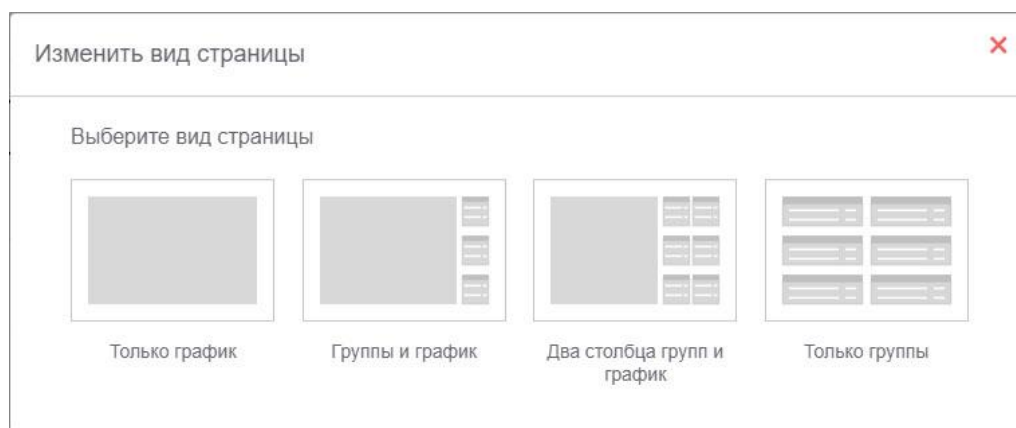 Изменить вид страницы
Выберите вид страницы
Только график
Группы и график
Два столбца групп и
график
Только группы